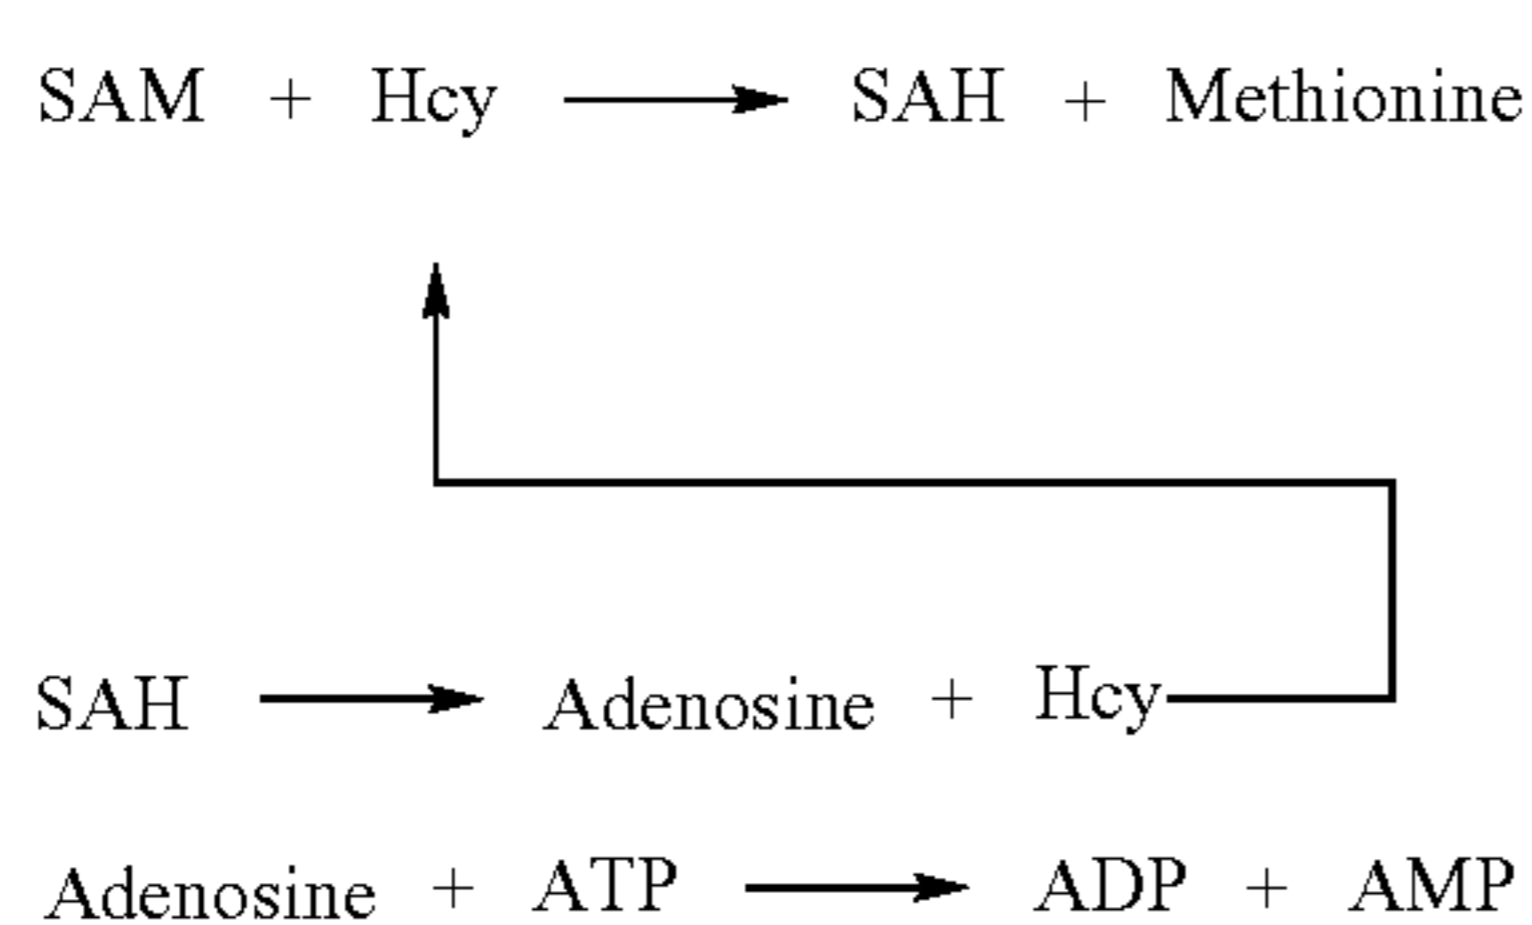 SAM + Hcy ⟶ SAH + Methionine
SAH ⟶ Adenosine + Hcy
Adenosine + ATP ⟶ ADP + AMP